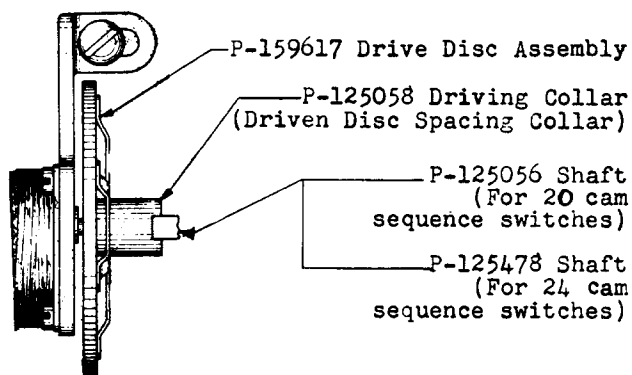 P-159617 Drive Disc Assembly
P-125058 Driving Collar
(Driven Disc Spacing Collar)
P-125056 Shaft
(For 20 cam
sequence switches)
P-125478 Shaft
(For 24 cam
sequence switches)